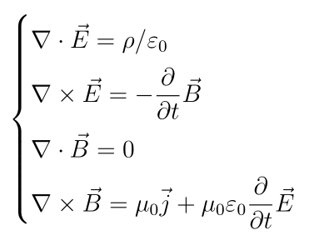 ∇ · E⃗ = ρ/ε₀
∇ × E⃗ = −∂/∂t B⃗
∇ · B⃗ = 0
∇ × B⃗ = μ₀j⃗ + μ₀ε₀ ∂/∂t E⃗